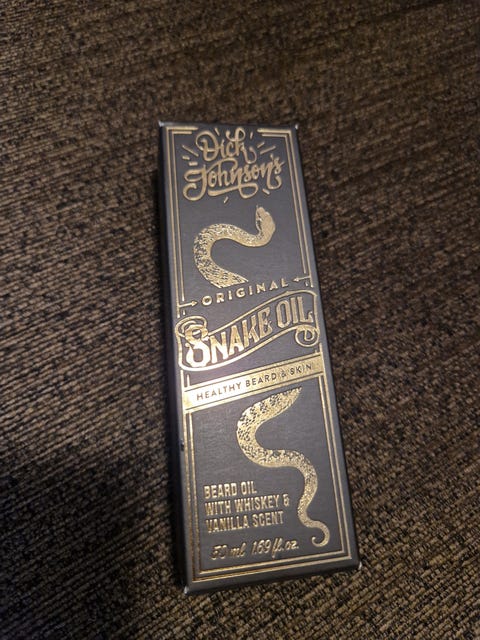 Dick
Johnson's
ORIGINAL
SNAKE OIL
HEALTHY BEARD & SKIN
BEARD OIL
WITH WHISKEY &
VANILLA SCENT
50 ml 1.69 fl. oz.